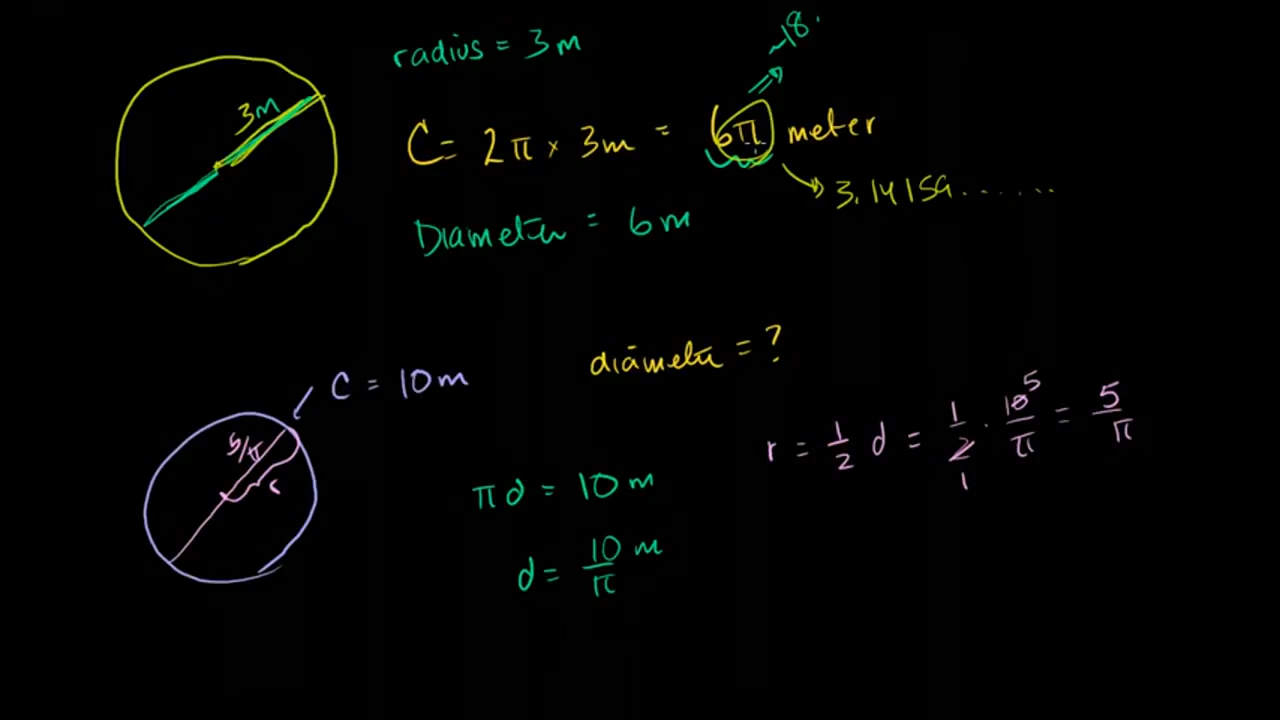 ~18.
radius = 3m
3m
C = 2π × 3m = 6π meter
3.14159.......
Diameter = 6m
diameter = ?
C = 10m
r = 1/2 d = 1/2 · 10/π = 5/π
5
1
5/π
r
πd = 10m
d = 10/π m